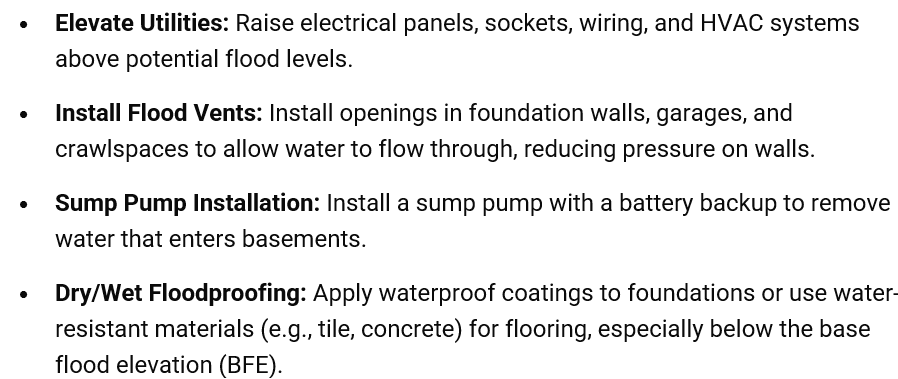 • Elevate Utilities: Raise electrical panels, sockets, wiring, and HVAC systems
above potential flood levels.
• Install Flood Vents: Install openings in foundation walls, garages, and
crawlspaces to allow water to flow through, reducing pressure on walls.
• Sump Pump Installation: Install a sump pump with a battery backup to remove
water that enters basements.
• Dry/Wet Floodproofing: Apply waterproof coatings to foundations or use water-
resistant materials (e.g., tile, concrete) for flooring, especially below the base
flood elevation (BFE).